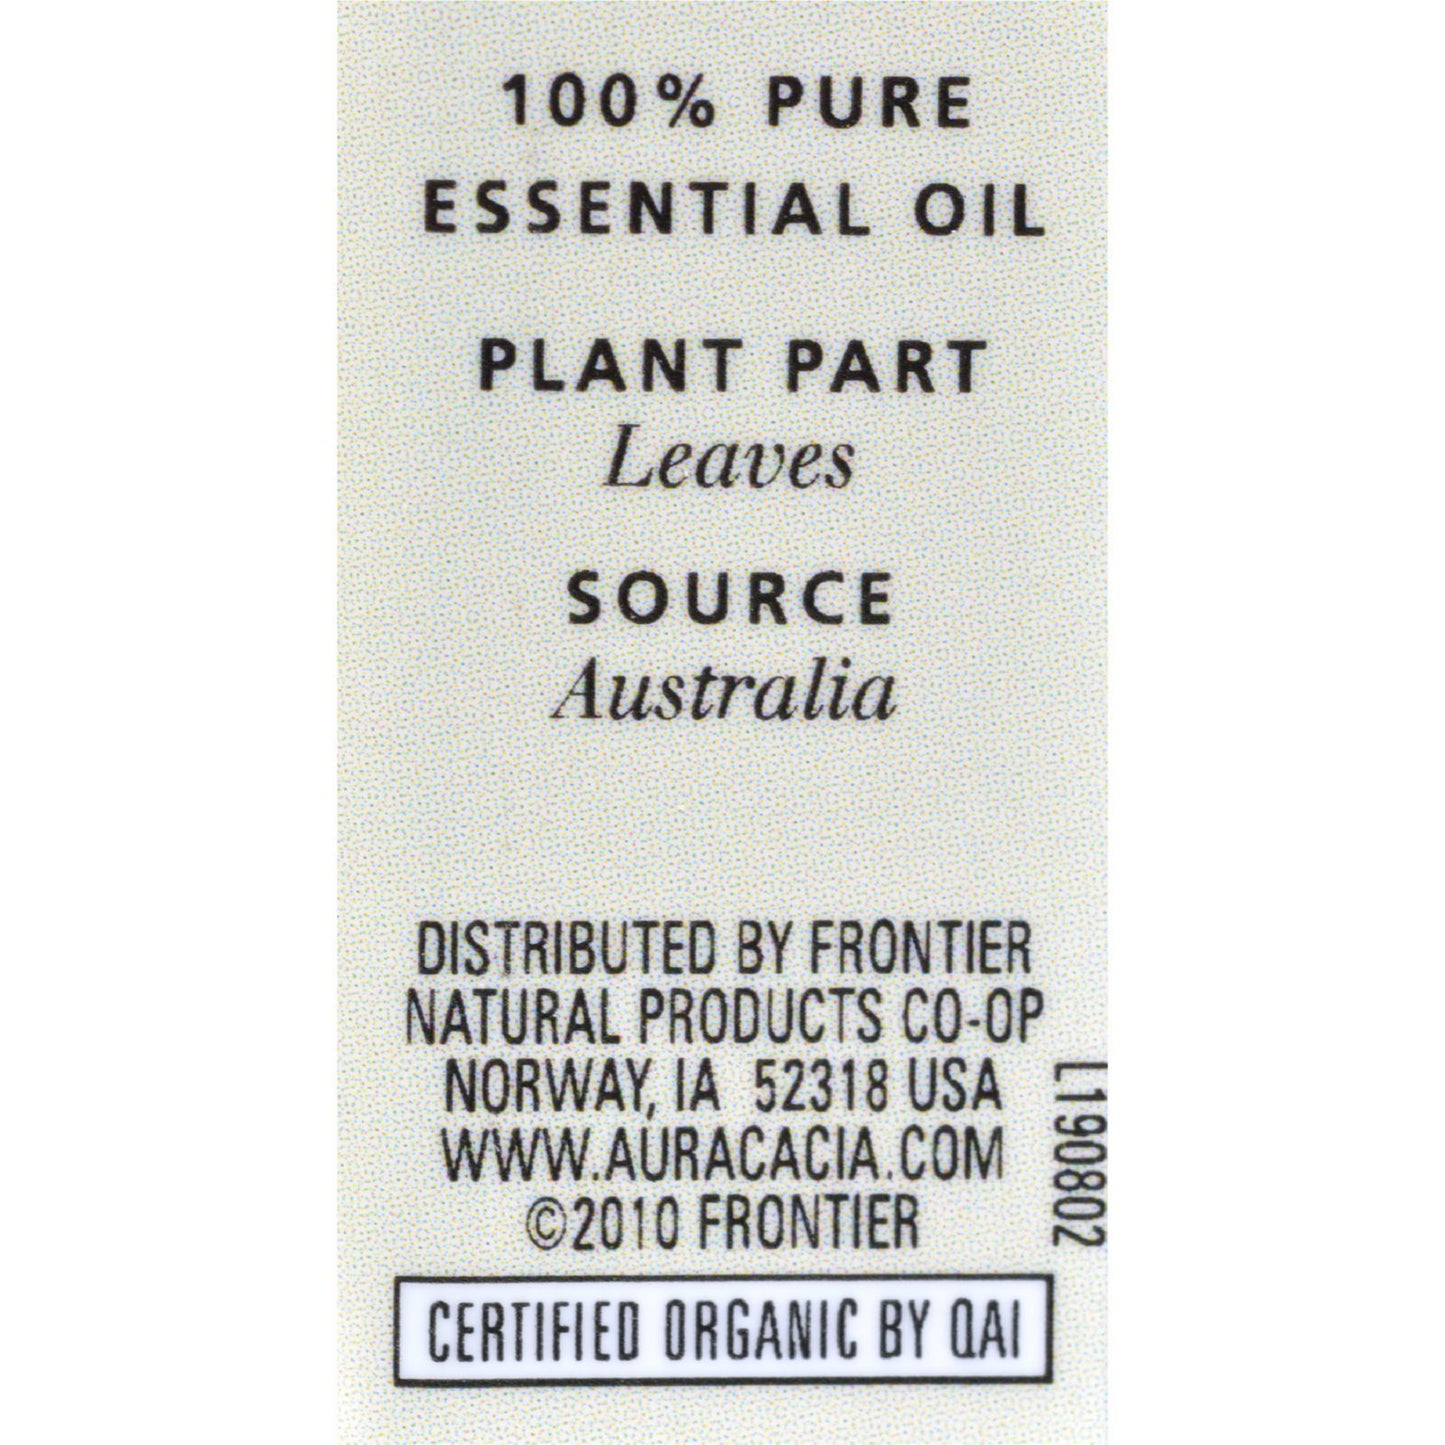 100% PURE
ESSENTIAL OIL
PLANT PART
Leaves
SOURCE
Australia
DISTRIBUTED BY FRONTIER
NATURAL PRODUCTS CO-OP
NORWAY, IA  52318 USA
WWW.AURACACIA.COM
©2010 FRONTIER
L190802
CERTIFIED ORGANIC BY QAI